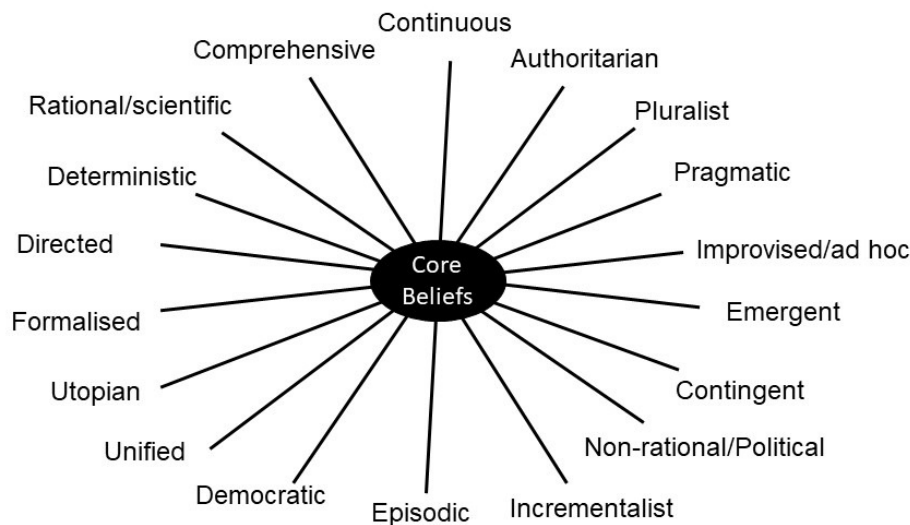 Continuous
Comprehensive
Authoritarian
Rational/scientific
Pluralist
Deterministic
Pragmatic
Directed
Improvised/ad hoc
Core
Beliefs
Formalised
Emergent
Utopian
Contingent
Unified
Non-rational/Political
Democratic
Episodic
Incrementalist